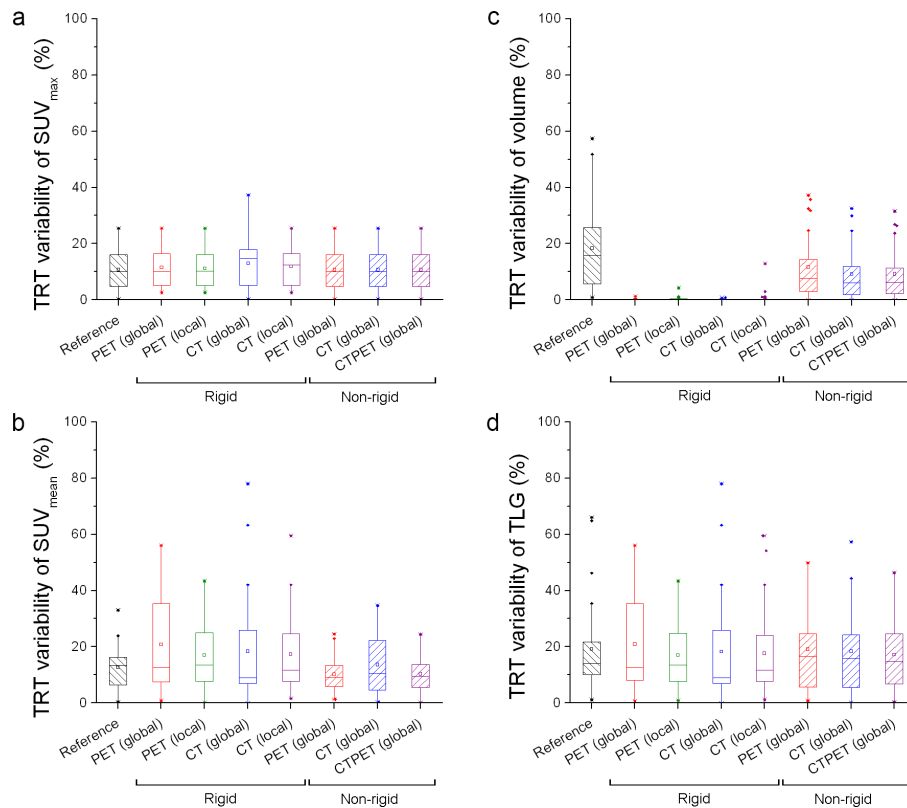 a
TRT variability of SUVmax (%)
100
80
60
40
20
0
Reference
PET (global)
PET (local)
CT (global)
CT (local)
PET (global)
CT (global)
CTPET (global)
Rigid
Non-rigid
c
TRT variability of volume (%)
100
80
60
40
20
0
Reference
PET (global)
PET (local)
CT (global)
CT (local)
PET (global)
CT (global)
CTPET (global)
Rigid
Non-rigid
b
TRT variability of SUVmean (%)
100
80
60
40
20
0
Reference
PET (global)
PET (local)
CT (global)
CT (local)
PET (global)
CT (global)
CTPET (global)
Rigid
Non-rigid
d
TRT variability of TLG (%)
100
80
60
40
20
0
Reference
PET (global)
PET (local)
CT (global)
CT (local)
PET (global)
CT (global)
CTPET (global)
Rigid
Non-rigid